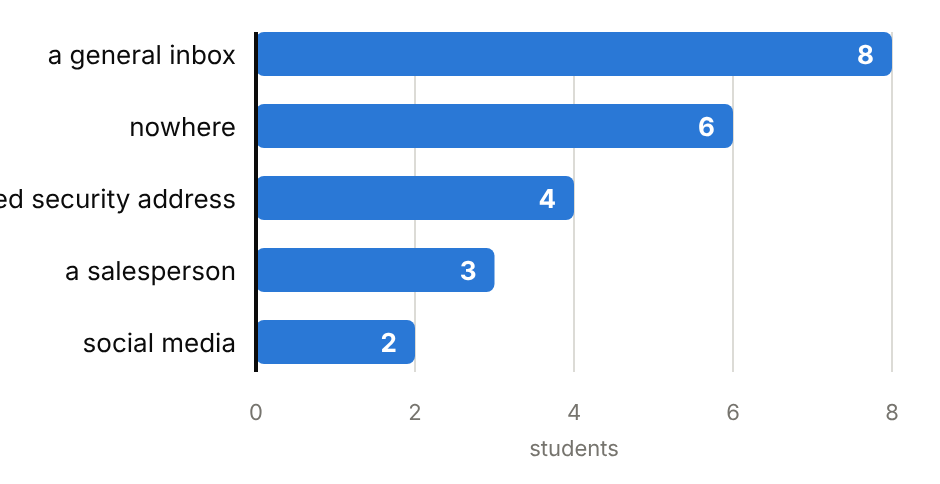 a general inbox
8
nowhere
6
ed security address
4
a salesperson
3
social media
2
0 2 4 6 8
students